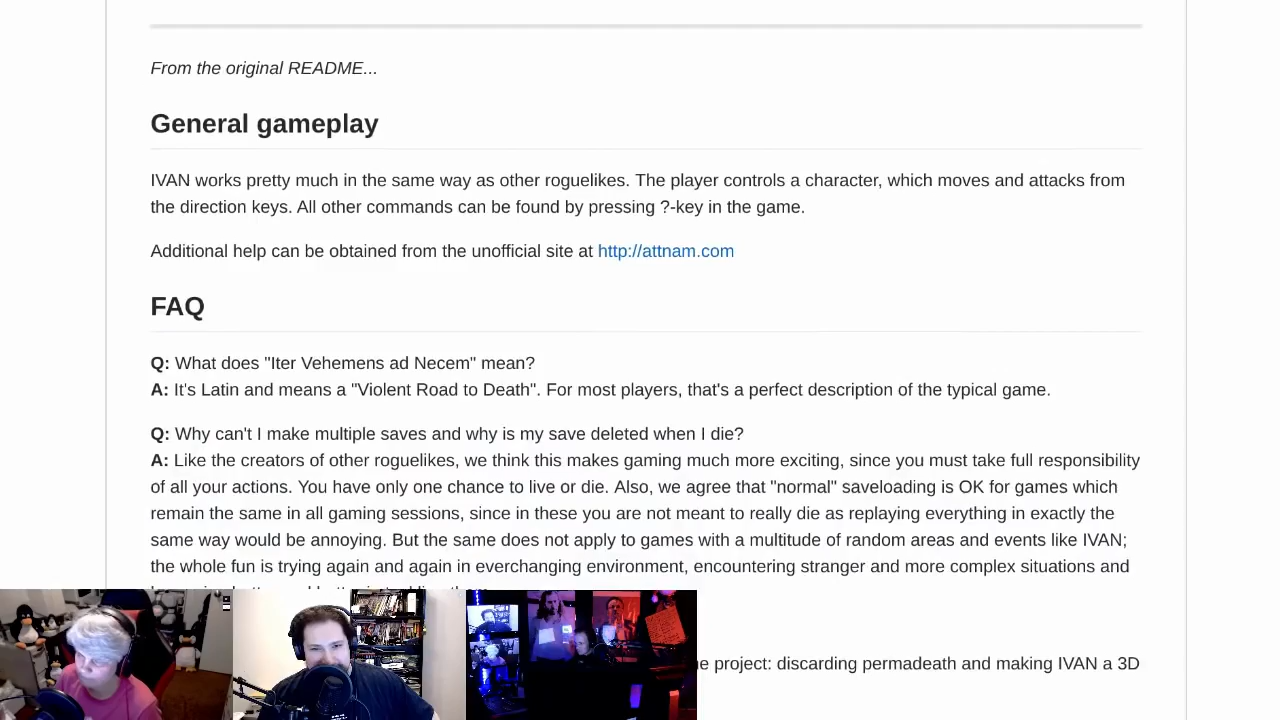 From the original README...
General gameplay
IVAN works pretty much in the same way as other roguelikes. The player controls a character, which moves and attacks from
the direction keys. All other commands can be found by pressing ?-key in the game.
Additional help can be obtained from the unofficial site at http://attnam.com
FAQ
Q: What does "Iter Vehemens ad Necem" mean?
A: It's Latin and means a "Violent Road to Death". For most players, that's a perfect description of the typical game.
Q: Why can't I make multiple saves and why is my save deleted when I die?
A: Like the creators of other roguelikes, we think this makes gaming much more exciting, since you must take full responsibility
of all your actions. You have only one chance to live or die. Also, we agree that "normal" saveloading is OK for games which
remain the same in all gaming sessions, since in these you are not meant to really die as replaying everything in exactly the
same way would be annoying. But the same does not apply to games with a multitude of random areas and events like IVAN;
the whole fun is trying again and again in everchanging environment, encountering stranger and more complex situations and
project: discarding permadeath and making IVAN a 3D